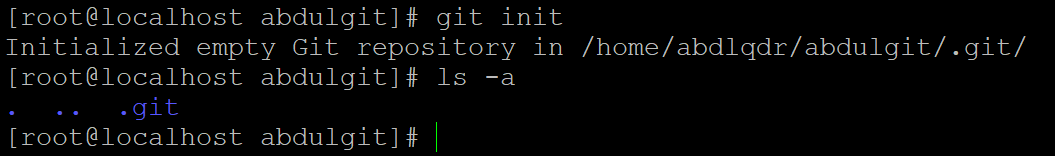 [root@localhost abdulgit]# git init
Initialized empty Git repository in /home/abdlqdr/abdulgit/.git/
[root@localhost abdulgit]# ls -a
.  ..  .git
[root@localhost abdulgit]#